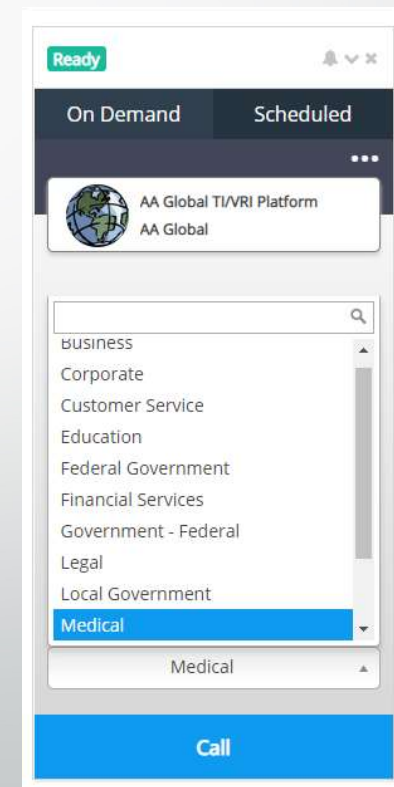 Ready
On Demand Scheduled
AA Global TI/VRI Platform
AA Global
Business
Corporate
Customer Service
Education
Federal Government
Financial Services
Government - Federal
Legal
Local Government
Medical
Medical
Call